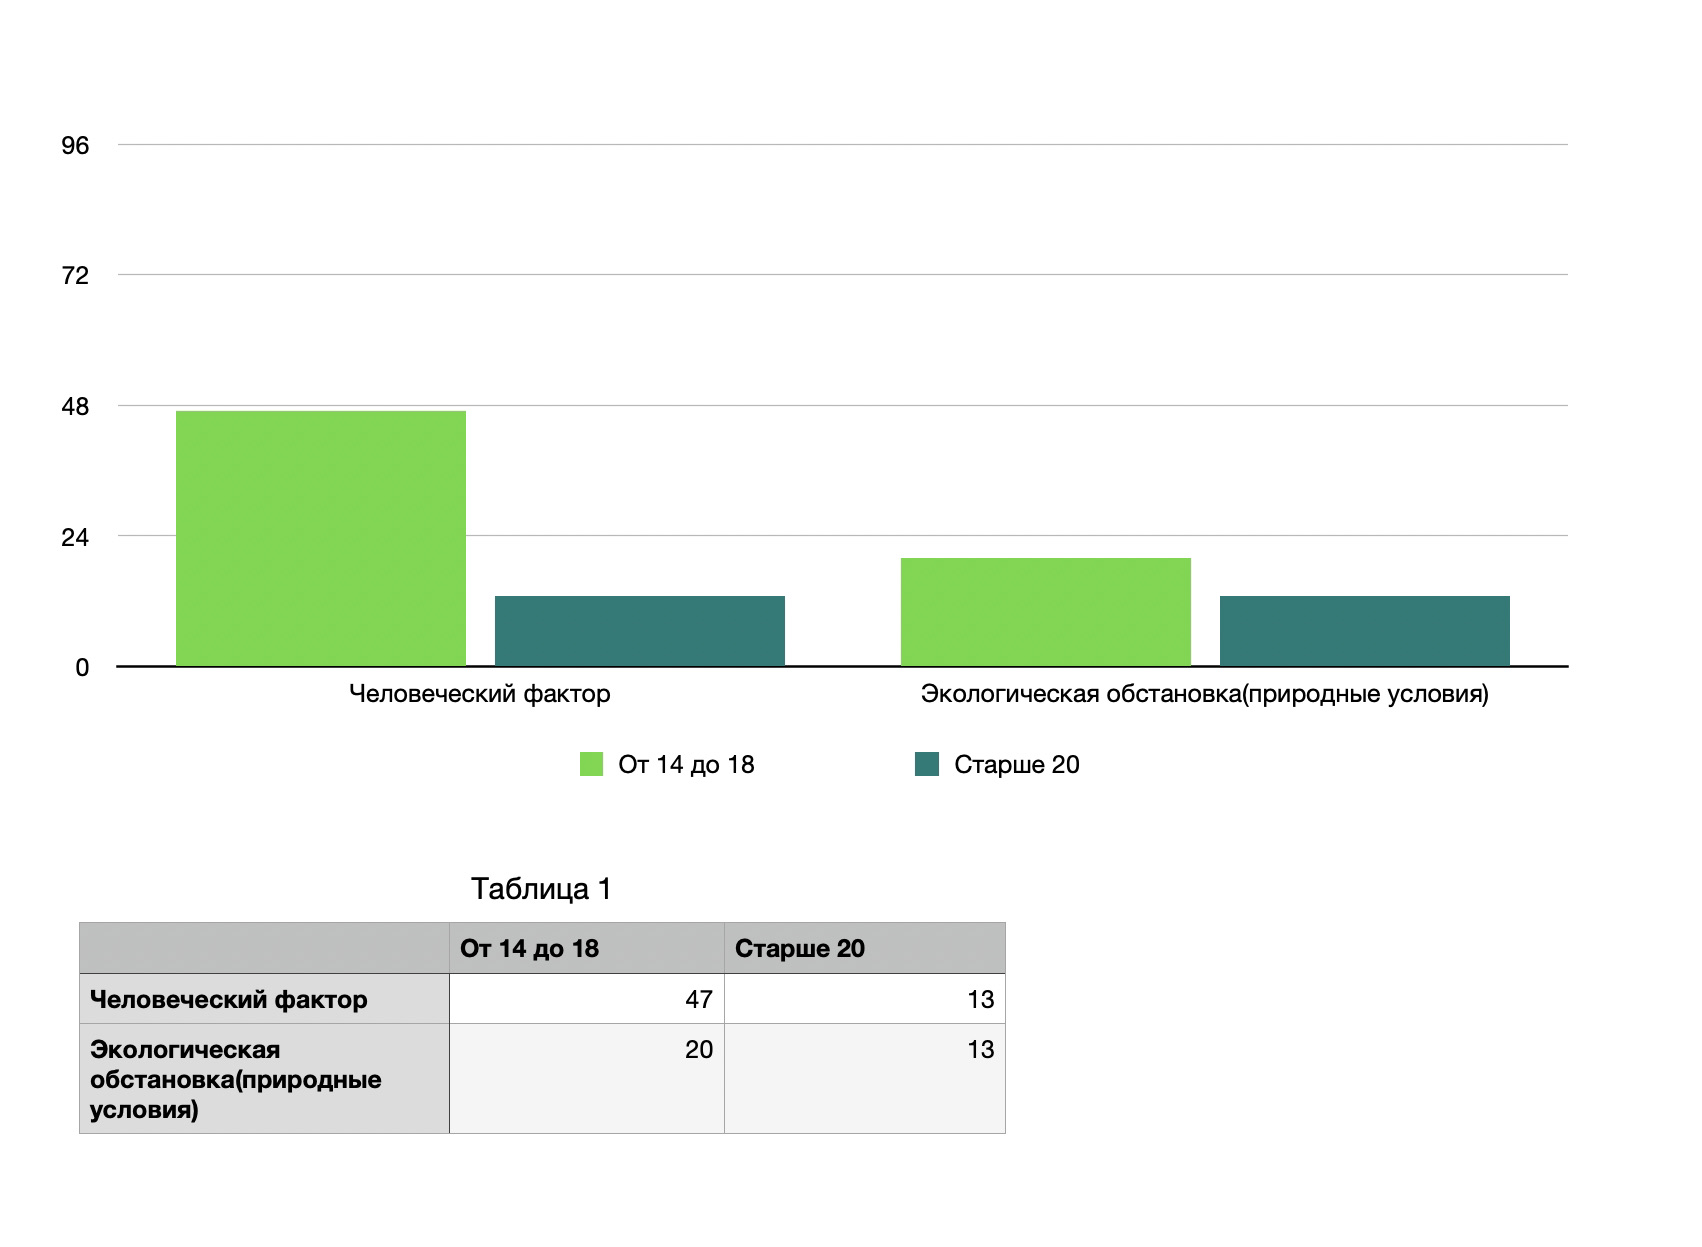 96
72
48
24
0
Человеческий фактор
Экологическая обстановка(природные условия)
От 14 до 18
Старше 20
Таблица 1
От 14 до 18 Старше 20
Человеческий фактор 47 13
Экологическая 20 13
обстановка(природные
условия)